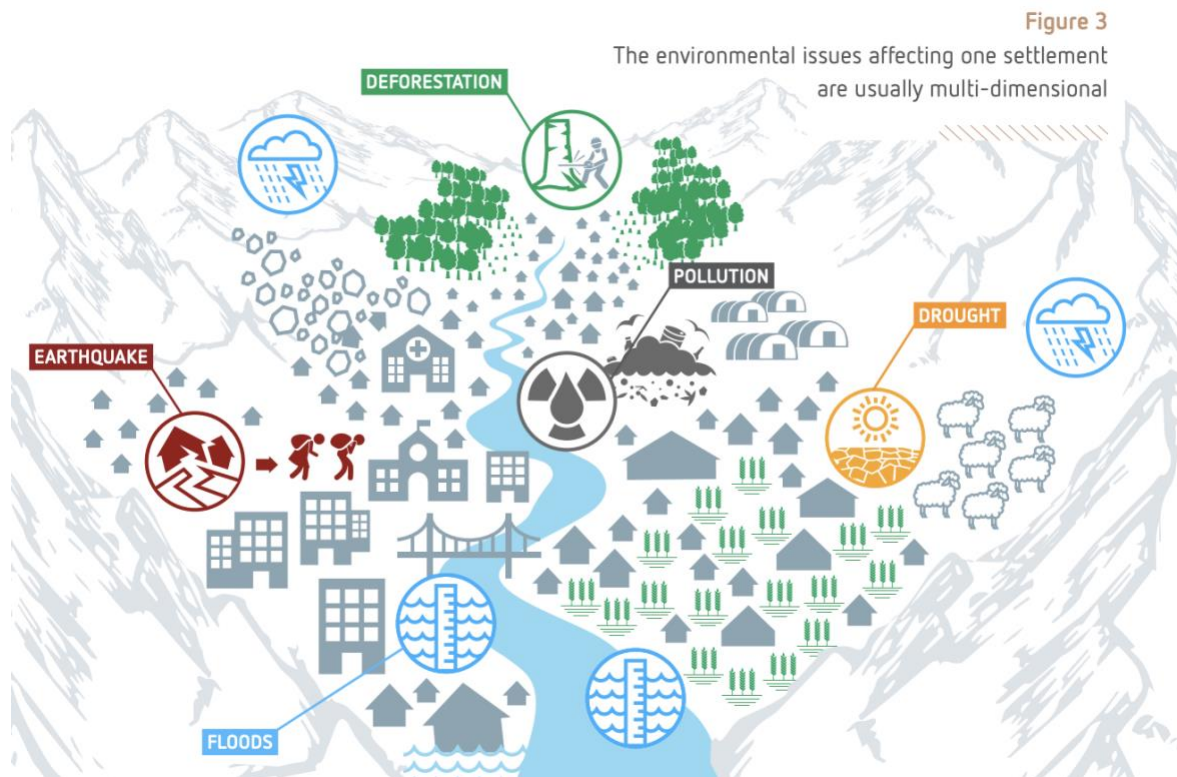 Figure 3
The environmental issues affecting one settlement
are usually multi-dimensional
DEFORESTATION
POLLUTION
DROUGHT
EARTHQUAKE
FLOODS